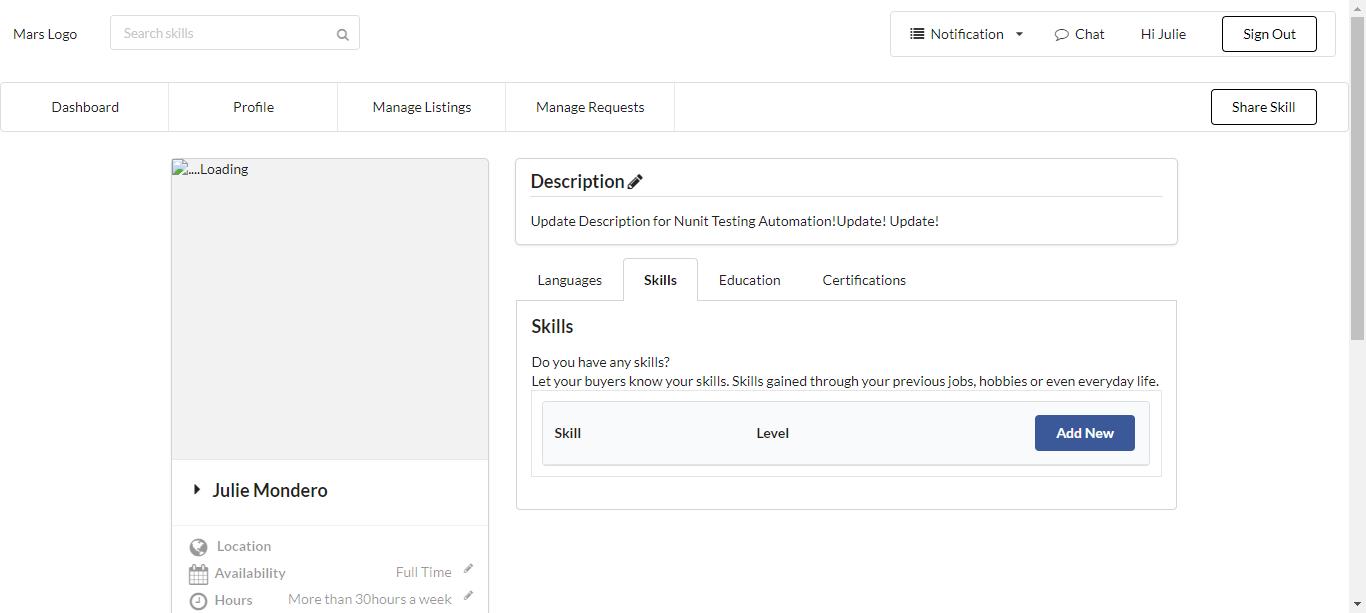 Mars Logo
Search skills
Notification
Chat
Hi Julie
Sign Out
Dashboard
Profile
Manage Listings
Manage Requests
Share Skill
....Loading
Description
Update Description for Nunit Testing Automation!Update! Update!
Languages
Skills
Education
Certifications
Skills
Do you have any skills?
Let your buyers know your skills. Skills gained through your previous jobs, hobbies or even everyday life.
Skill
Level
Add New
Julie Mondero
Location
Availability
Full Time
Hours
More than 30hours a week